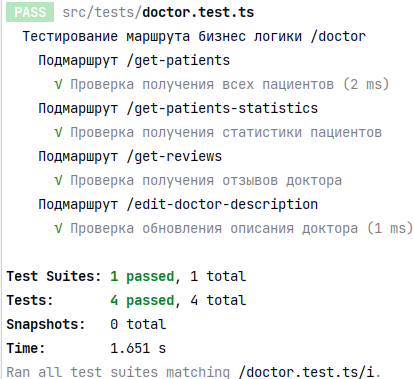 PASS src/tests/doctor.test.ts
Тестирование маршрута бизнес логики /doctor
Подмаршрут /get-patients
√ Проверка получения всех пациентов (2 ms)
Подмаршрут /get-patients-statistics
√ Проверка получения статистики пациентов
Подмаршрут /get-reviews
√ Проверка получения отзывов доктора
Подмаршрут /edit-doctor-description
√ Проверка обновления описания доктора (1 ms)
Test Suites: 1 passed, 1 total
Tests: 4 passed, 4 total
Snapshots: 0 total
Time: 1.651 s
Ran all test suites matching /doctor.test.ts/i.